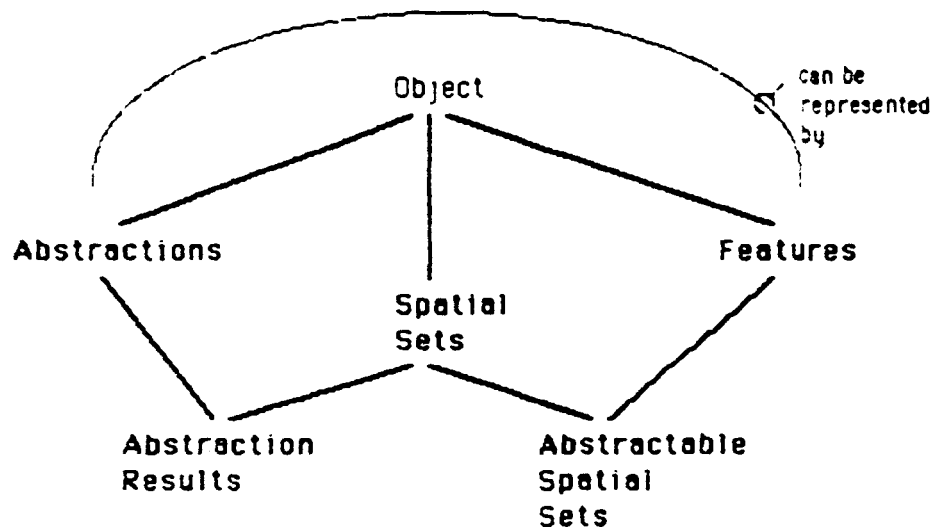 Object
can be
represented
by
Abstractions
Features
Spatial
Sets
Abstraction
Results
Abstractable
Spatial
Sets